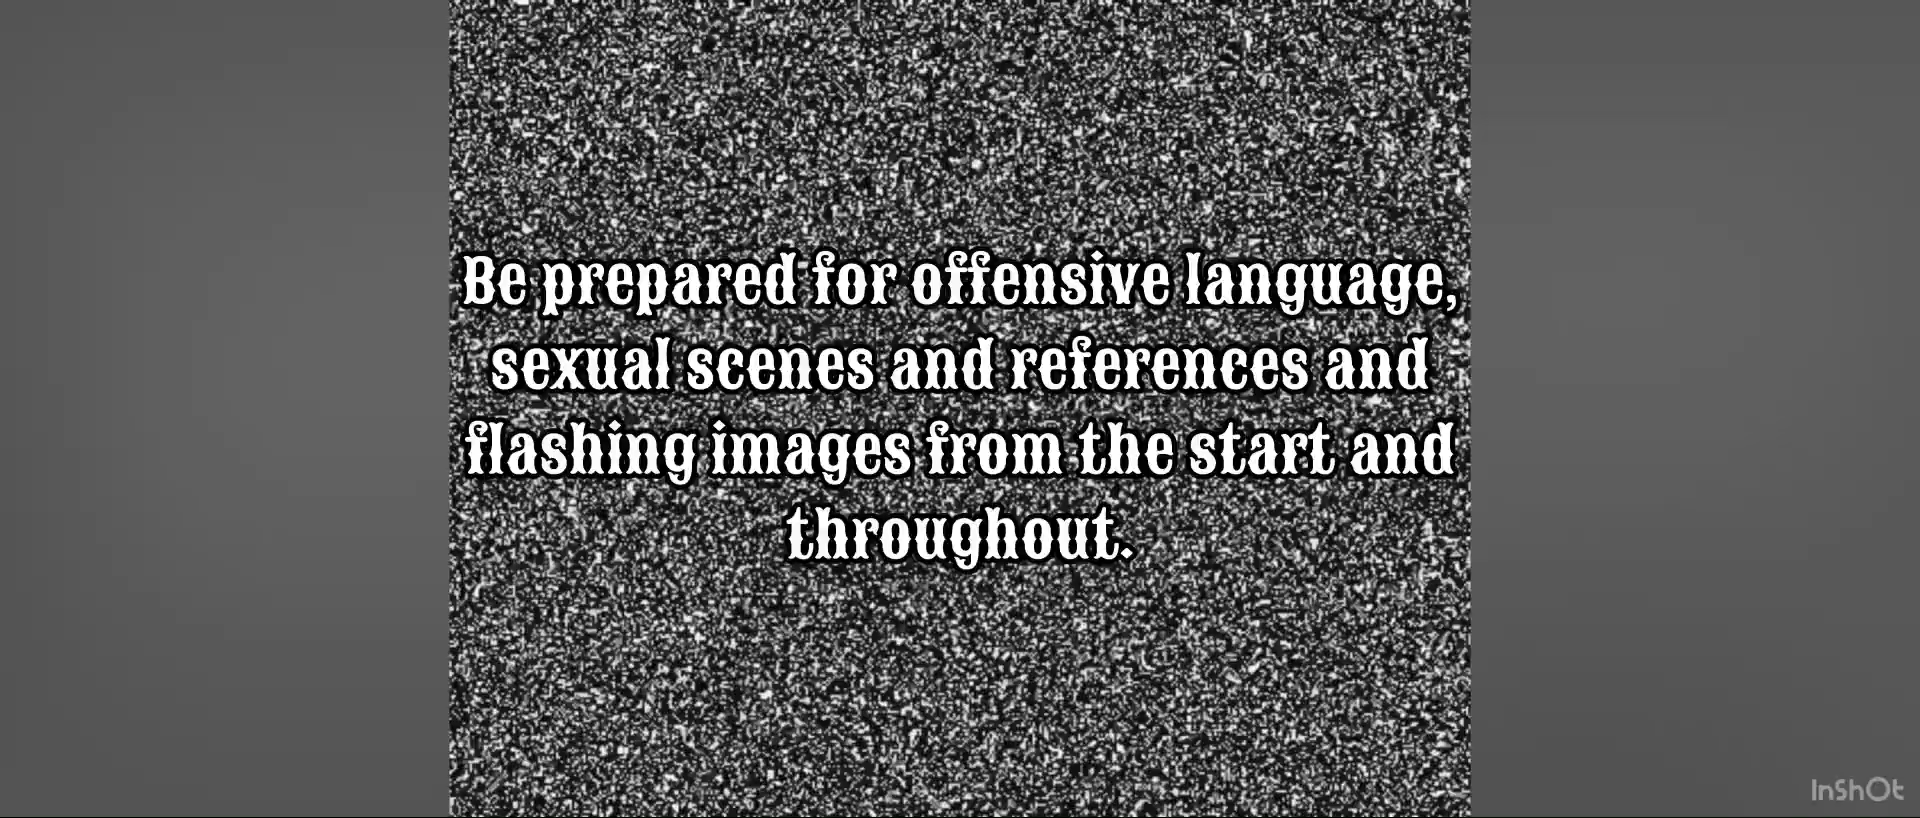 Be prepared for offensive language,
sexual scenes and references and
flashing images from the start and
throughout.
InShOt